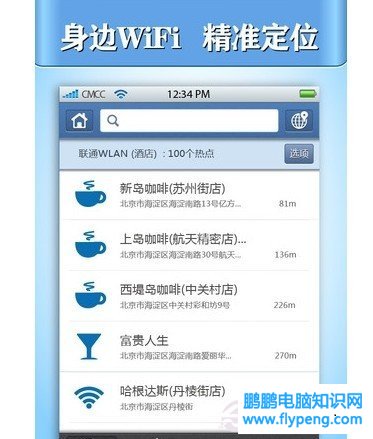 身边WiFi 精准定位
CMCC 12:34 PM
联通WLAN (酒店) : 100个热点 选项
新岛咖啡(苏州街店)
北京市海淀区海淀南路13号亿方... 81m
上岛咖啡(航天精密店)...
北京市海淀区海淀南路30号航天... 136m
西堤岛咖啡(中关村店)
北京市海淀区中关村彩和坊9号 226m
富贵人生
北京市海淀区海淀南路爱丽华... 270m
哈根达斯(丹棱街店)
北京市海淀区丹棱街
鹏鹏电脑知识网
www.flypeng.com